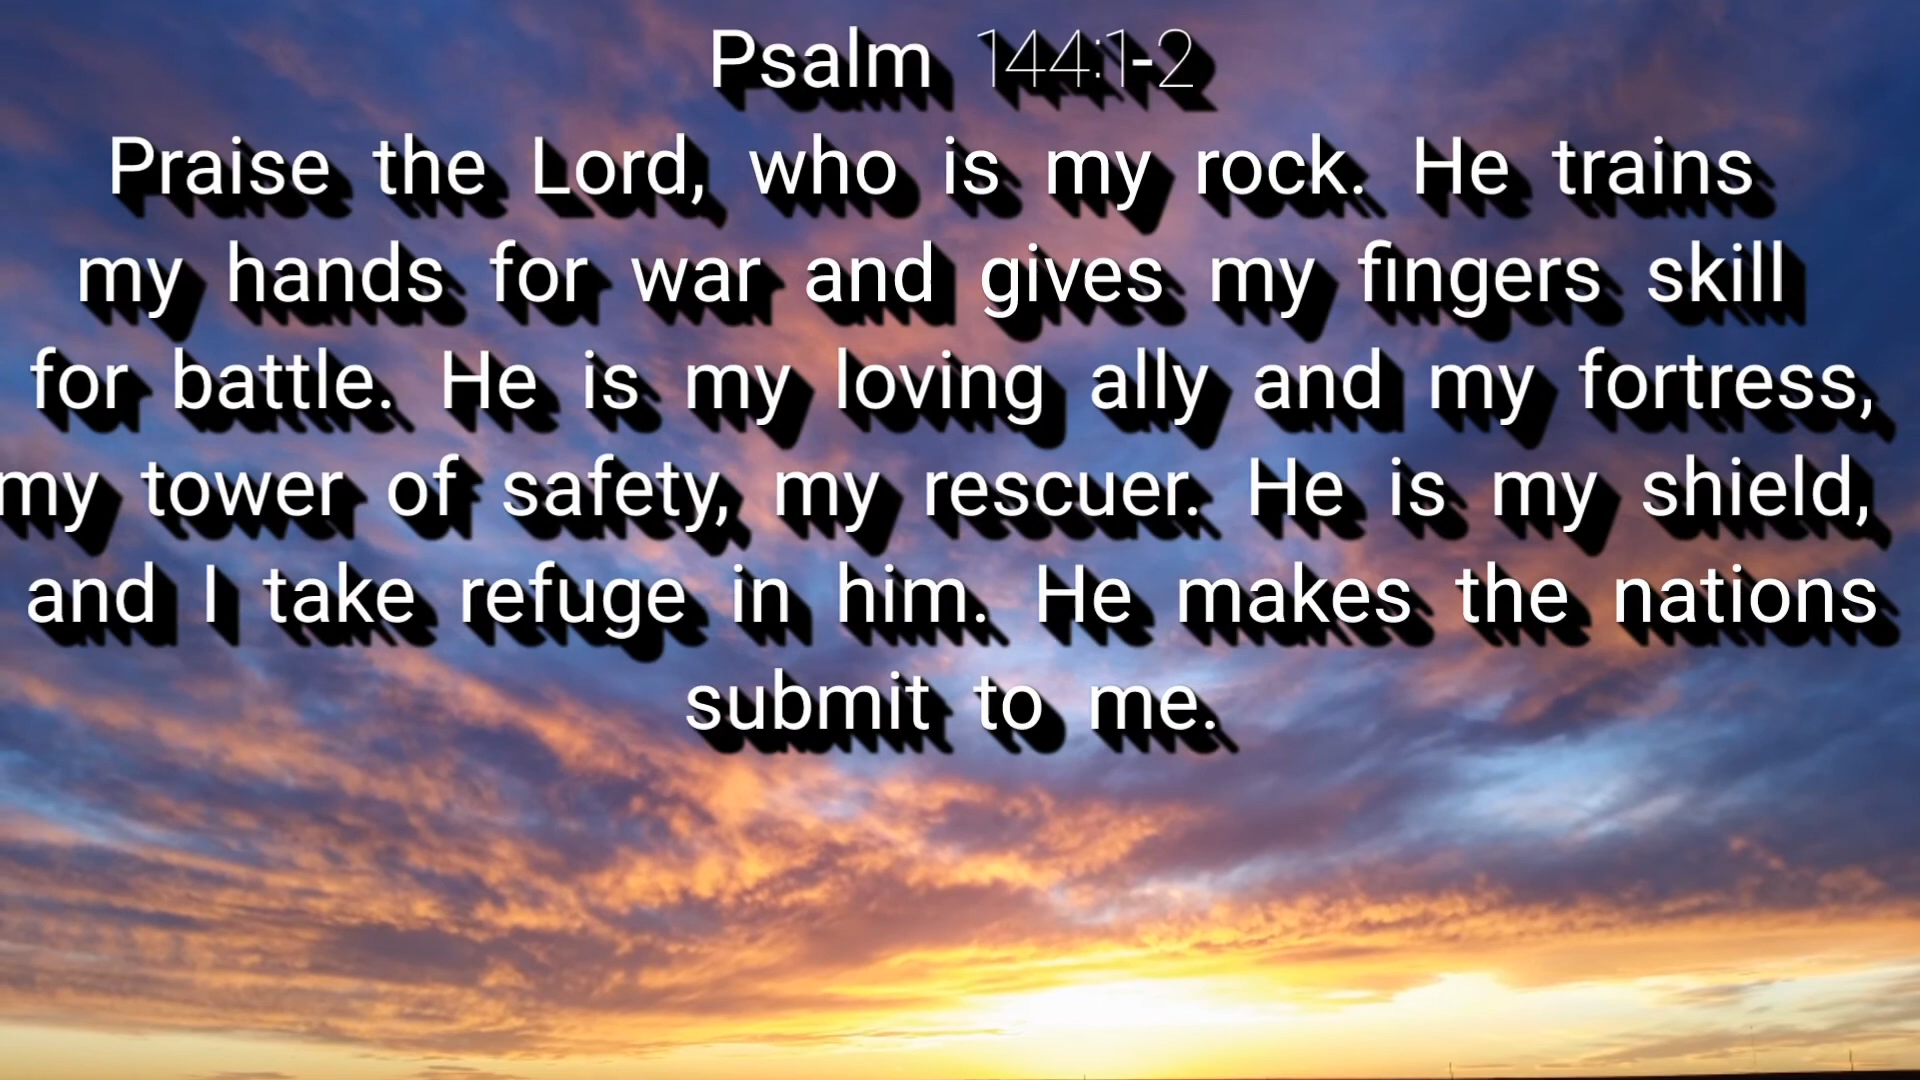 Psalm 144:1-2
Praise the Lord, who is my rock. He trains
my hands for war and gives my fingers skill
for battle. He is my loving ally and my fortress,
my tower of safety, my rescuer. He is my shield,
and I take refuge in him. He makes the nations
submit to me.